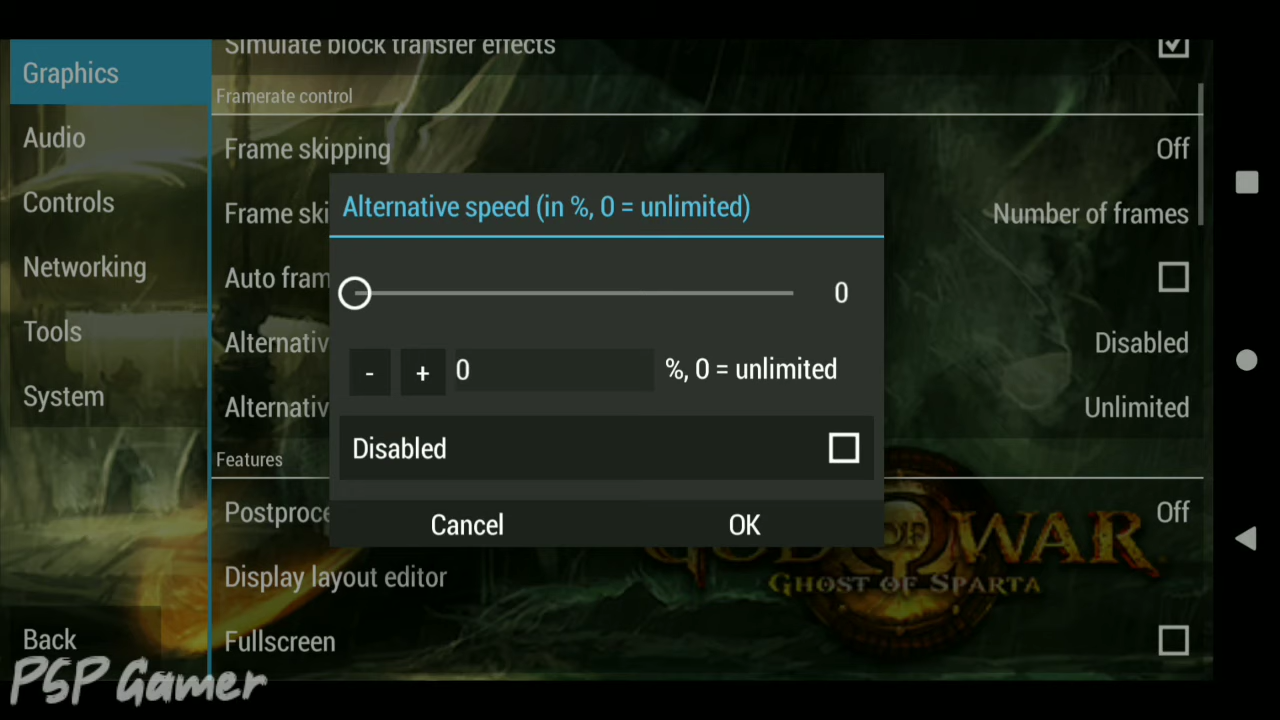 Simulate block transfer effects
Graphics
Framerate control
Audio
Frame skipping
Off
Controls
Frame ski
Number of frames
Alternative speed (in %, 0 = unlimited)
Networking
Auto fram
0
Tools
Alternativ
Disabled
- + 0 %, 0 = unlimited
System
Alternativ
Unlimited
Disabled
Features
Postproce
Off
Cancel
OK
GOD OF WAR
GHOST OF SPARTA
Display layout editor
Back
Fullscreen
PSP Gamer